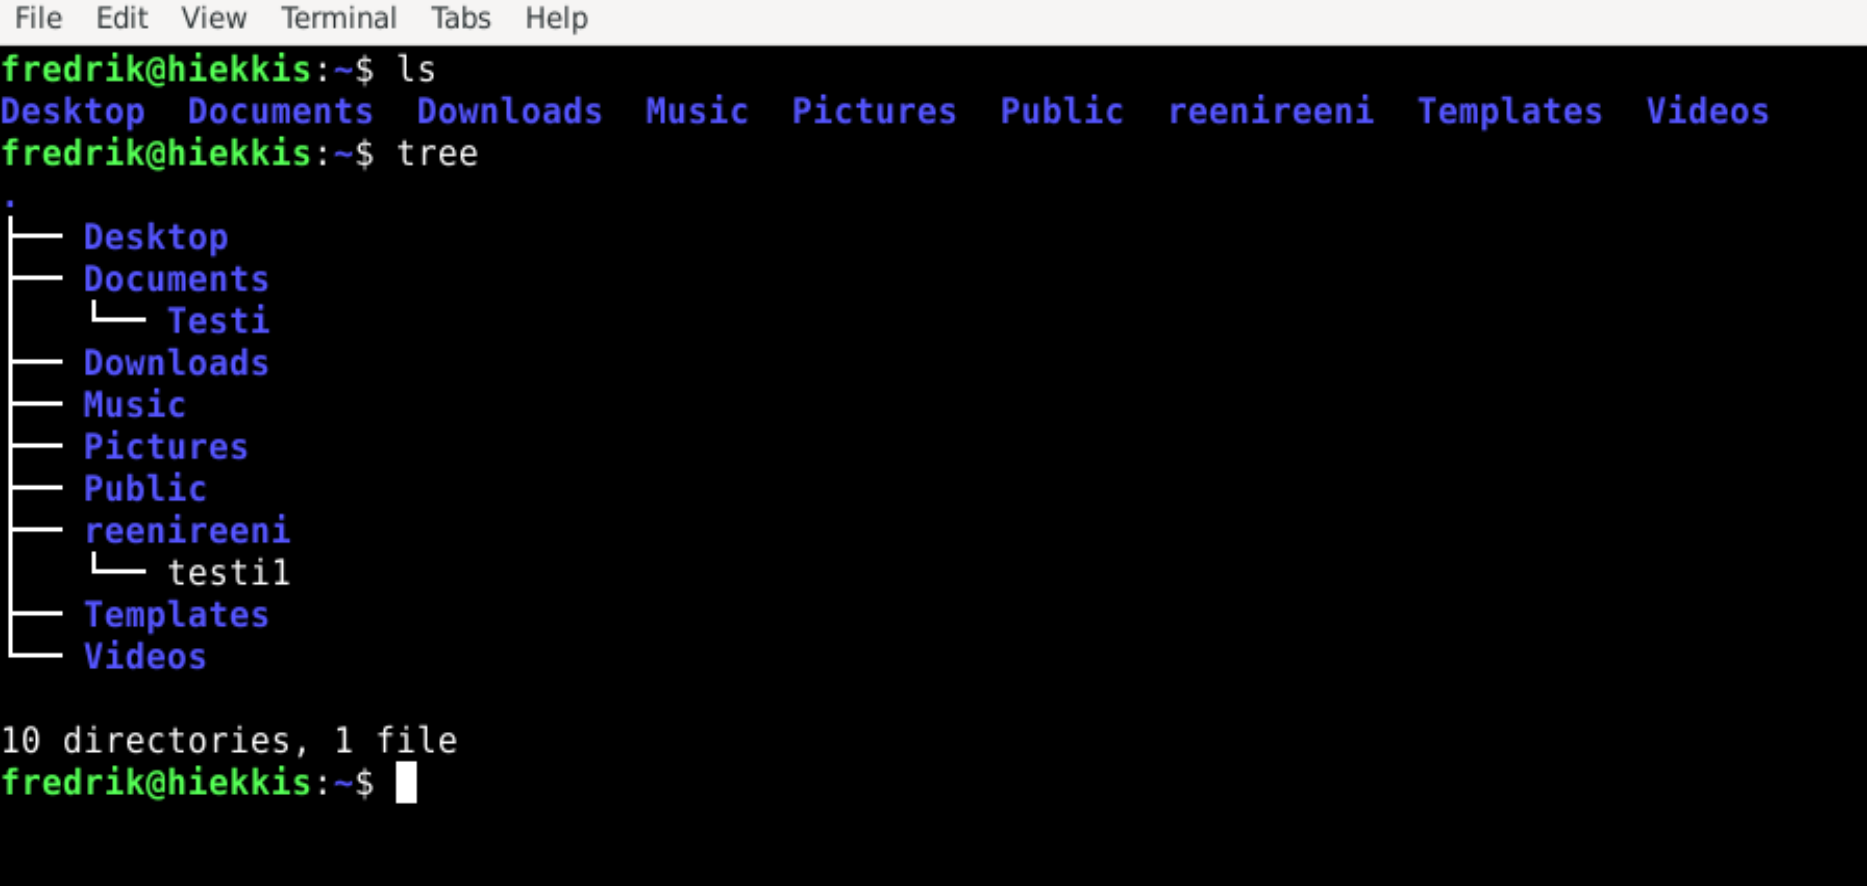 File Edit View Terminal Tabs Help
fredrik@hiekkis:~$ ls
Desktop  Documents  Downloads  Music  Pictures  Public  reenireeni  Templates  Videos
fredrik@hiekkis:~$ tree
.
├── Desktop
├── Documents
│   └── Testi
├── Downloads
├── Music
├── Pictures
├── Public
├── reenireeni
│   └── testi1
├── Templates
└── Videos

10 directories, 1 file
fredrik@hiekkis:~$